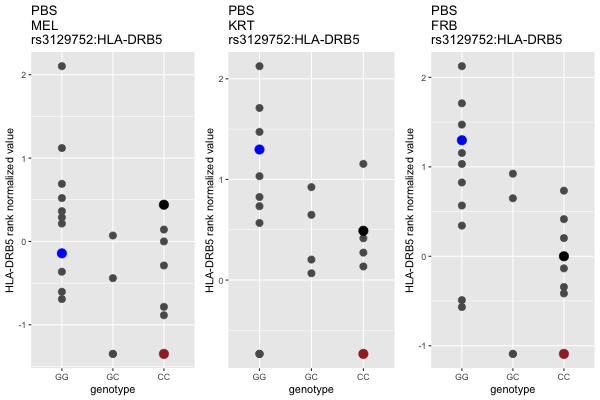 PBS
MEL
rs3129752:HLA-DRB5
HLA-DRB5 rank normalized value
2
1
0
-1
GG GC CC
genotype
PBS
KRT
rs3129752:HLA-DRB5
HLA-DRB5 rank normalized value
2
1
0
GG GC CC
genotype
PBS
FRB
rs3129752:HLA-DRB5
HLA-DRB5 rank normalized value
2
1
0
-1
GG GC CC
genotype